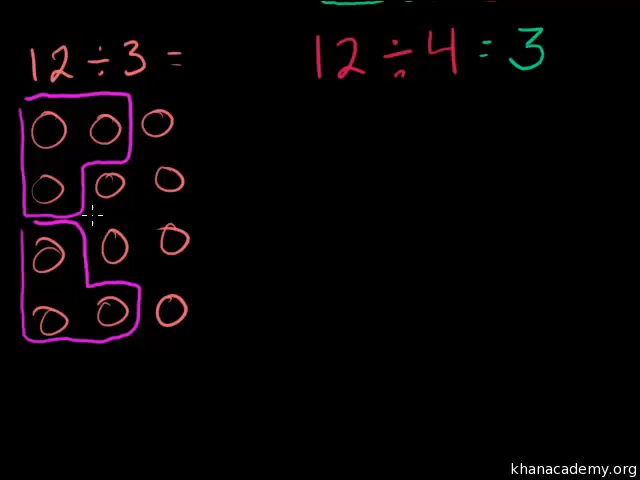 12 ÷ 3 =
12 ÷ 4 = 3
khanacademy.org